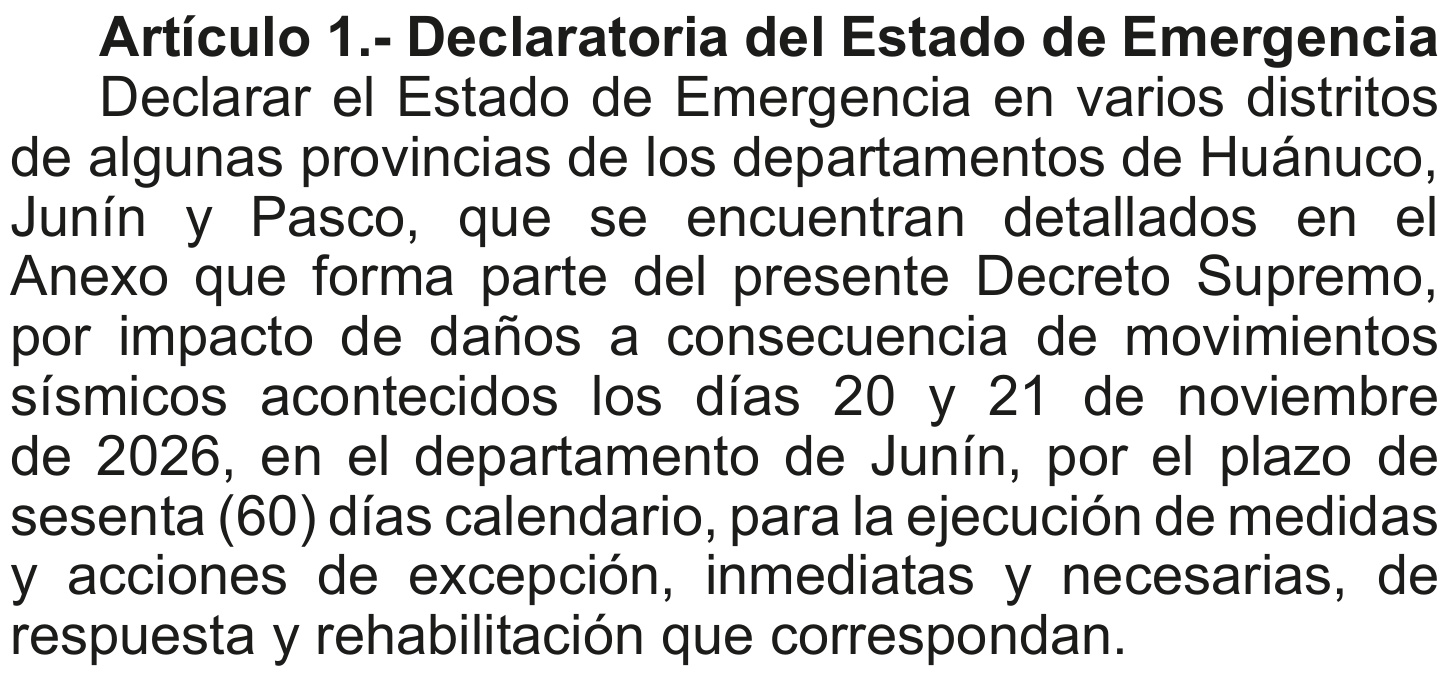 Artículo 1.- Declaratoria del Estado de Emergencia
Declarar el Estado de Emergencia en varios distritos
de algunas provincias de los departamentos de Huánuco,
Junín y Pasco, que se encuentran detallados en el
Anexo que forma parte del presente Decreto Supremo,
por impacto de daños a consecuencia de movimientos
sísmicos acontecidos los días 20 y 21 de noviembre
de 2026, en el departamento de Junín, por el plazo de
sesenta (60) días calendario, para la ejecución de medidas
y acciones de excepción, inmediatas y necesarias, de
respuesta y rehabilitación que correspondan.